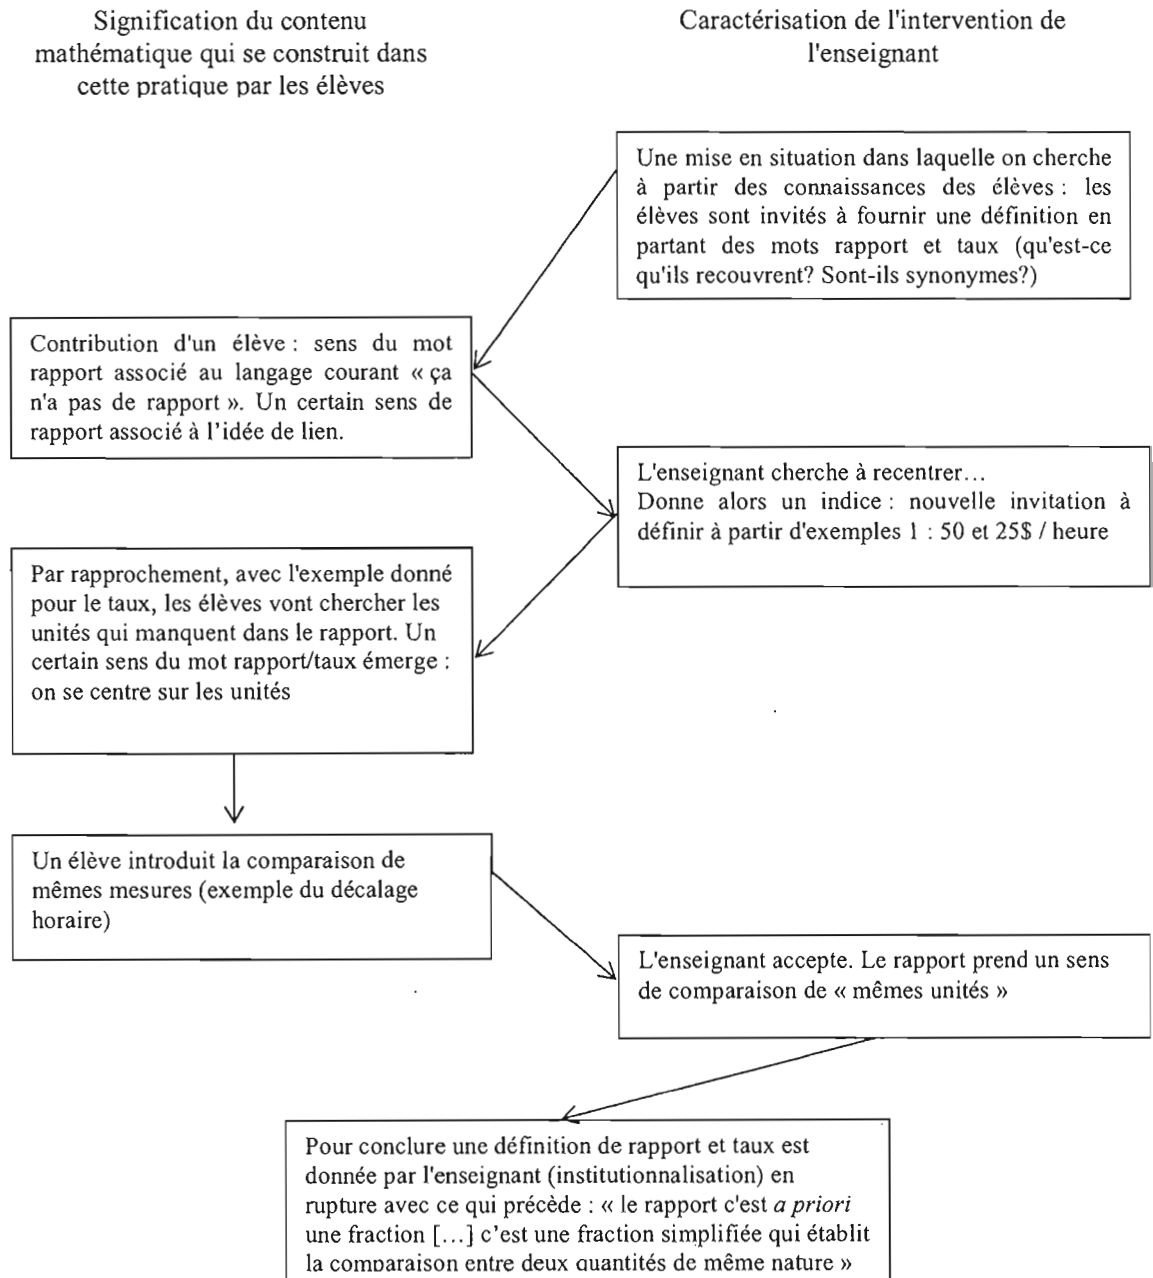 Signification du contenu
mathématique qui se construit dans
cette pratique par les élèves
Caractérisation de l'intervention de
l'enseignant
Une mise en situation dans laquelle on cherche
à partir des connaissances des élèves : les
élèves sont invités à fournir une définition en
partant des mots rapport et taux (qu'est-ce
qu'ils recouvrent? Sont-ils synonymes?)
Contribution d'un élève : sens du mot
rapport associé au langage courant « ça
n'a pas de rapport ». Un certain sens de
rapport associé à l'idée de lien.
L'enseignant cherche à recentrer…
Donne alors un indice : nouvelle invitation à
définir à partir d'exemples 1 : 50 et 25$ / heure
Par rapprochement, avec l'exemple donné
pour le taux, les élèves vont chercher les
unités qui manquent dans le rapport. Un
certain sens du mot rapport/taux émerge :
on se centre sur les unités
Un élève introduit la comparaison de
mêmes mesures (exemple du décalage
horaire)
L'enseignant accepte. Le rapport prend un sens
de comparaison de « mêmes unités »
Pour conclure une définition de rapport et taux est
donnée par l'enseignant (institutionnalisation) en
rupture avec ce qui précède : « le rapport c'est a priori
une fraction [...] c'est une fraction simplifiée qui établit
la comparaison entre deux quantités de même nature »